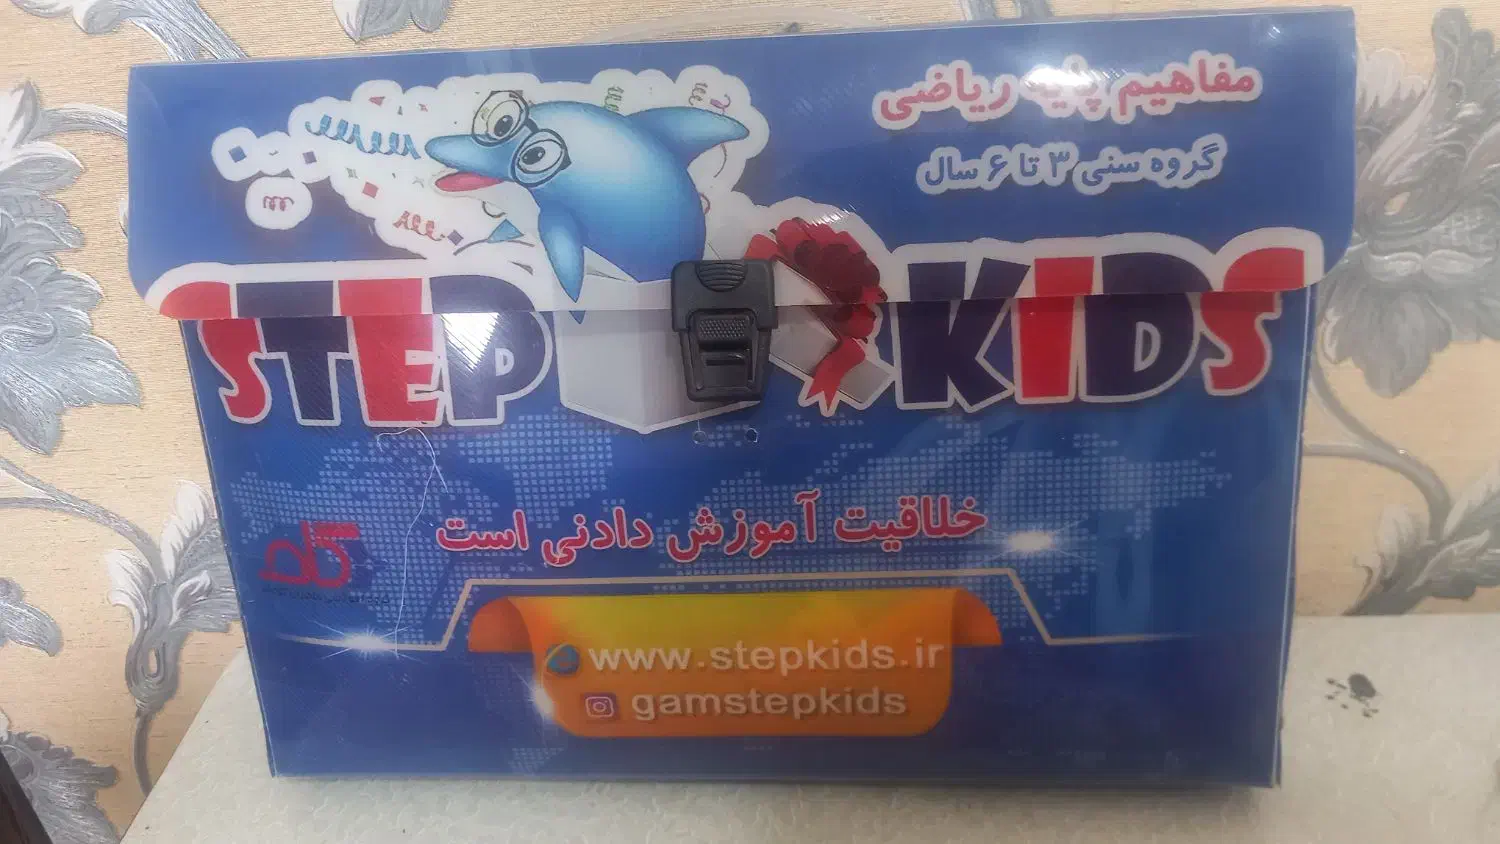 مفاهیم پایه ریاضی
گروه سنی ۳ تا ۶ سال
STEP KIDS
خلاقیت آموزش دادنی است
گام
www.stepkids.ir
gamstepkids